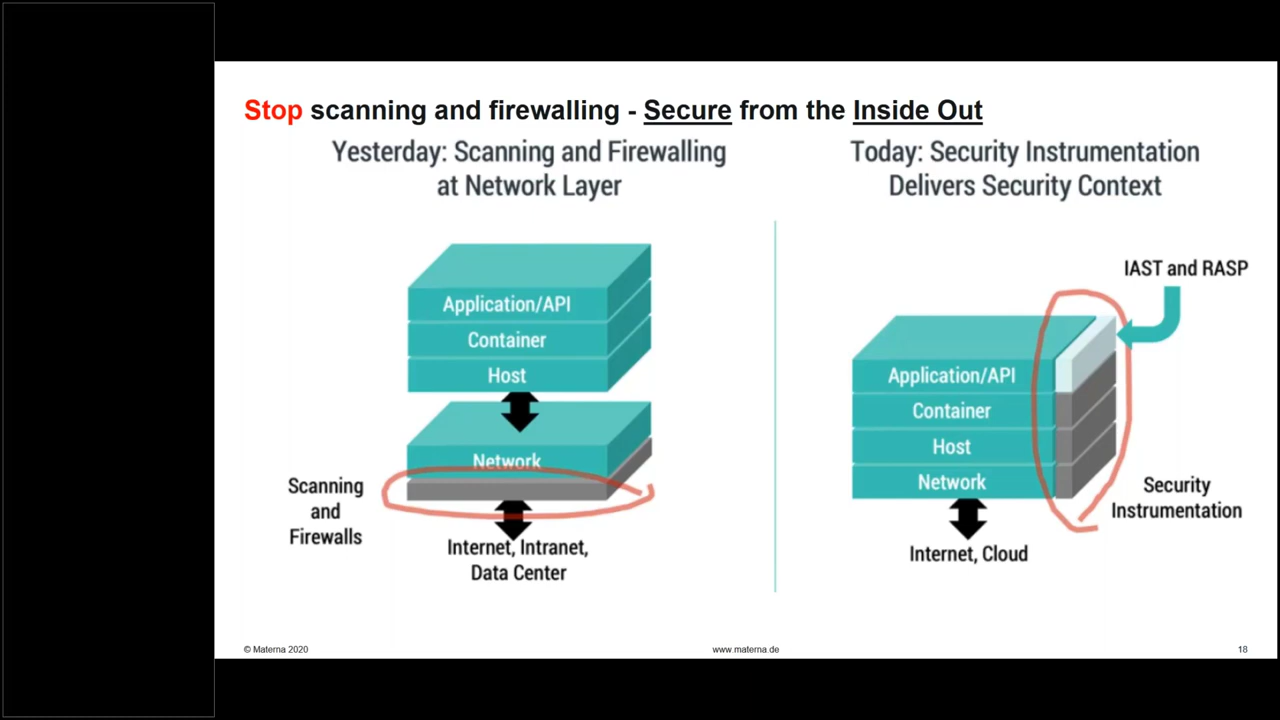 Stop scanning and firewalling - Secure from the Inside Out
Yesterday: Scanning and Firewalling
at Network Layer
Application/API
Container
Host
Network
Scanning
and
Firewalls
Internet, Intranet,
Data Center
Today: Security Instrumentation
Delivers Security Context
IAST and RASP
Application/API
Container
Host
Network
Security
Instrumentation
Internet, Cloud
© Materna 2020
www.materna.de
18